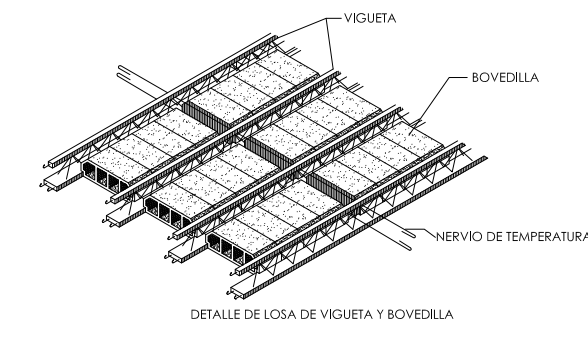 VIGUETA
BOVEDILLA
NERVIO DE TEMPERATURA
DETALLE DE LOSA DE VIGUETA Y BOVEDILLA